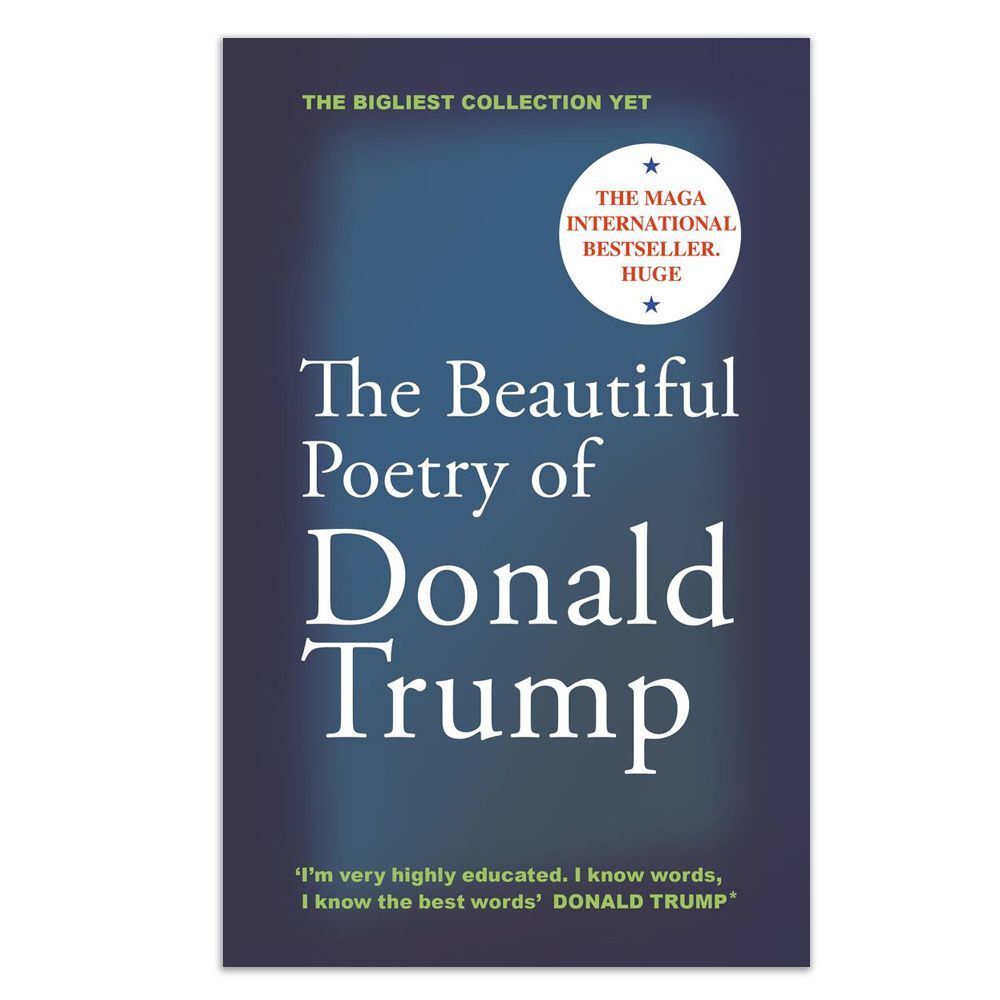 THE BIGLIEST COLLECTION YET
THE MAGA
INTERNATIONAL
BESTSELLER.
HUGE
The Beautiful
Poetry of
Donald
Trump
‘I’m very highly educated. I know words,
I know the best words’ DONALD TRUMP*